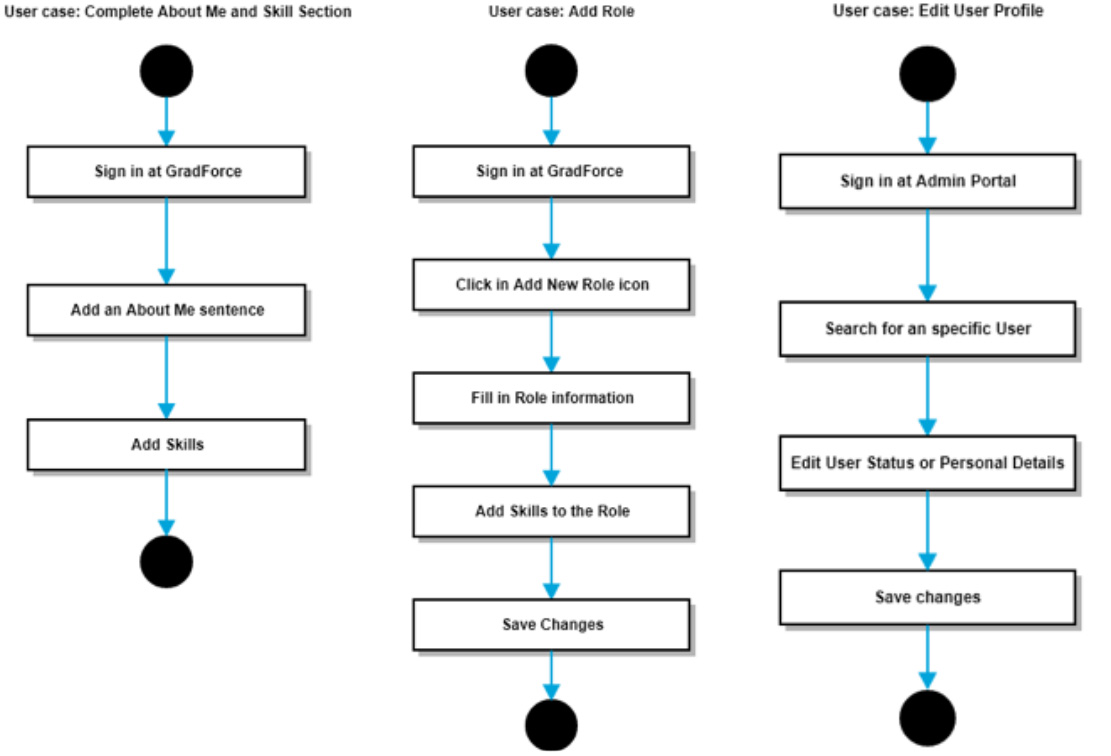 User case: Complete About Me and Skill Section
Sign in at GradForce
Add an About Me sentence
Add Skills
User case: Add Role
Sign in at GradForce
Click in Add New Role icon
Fill in Role information
Add Skills to the Role
Save Changes
User case: Edit User Profile
Sign in at Admin Portal
Search for an specific User
Edit User Status or Personal Details
Save changes